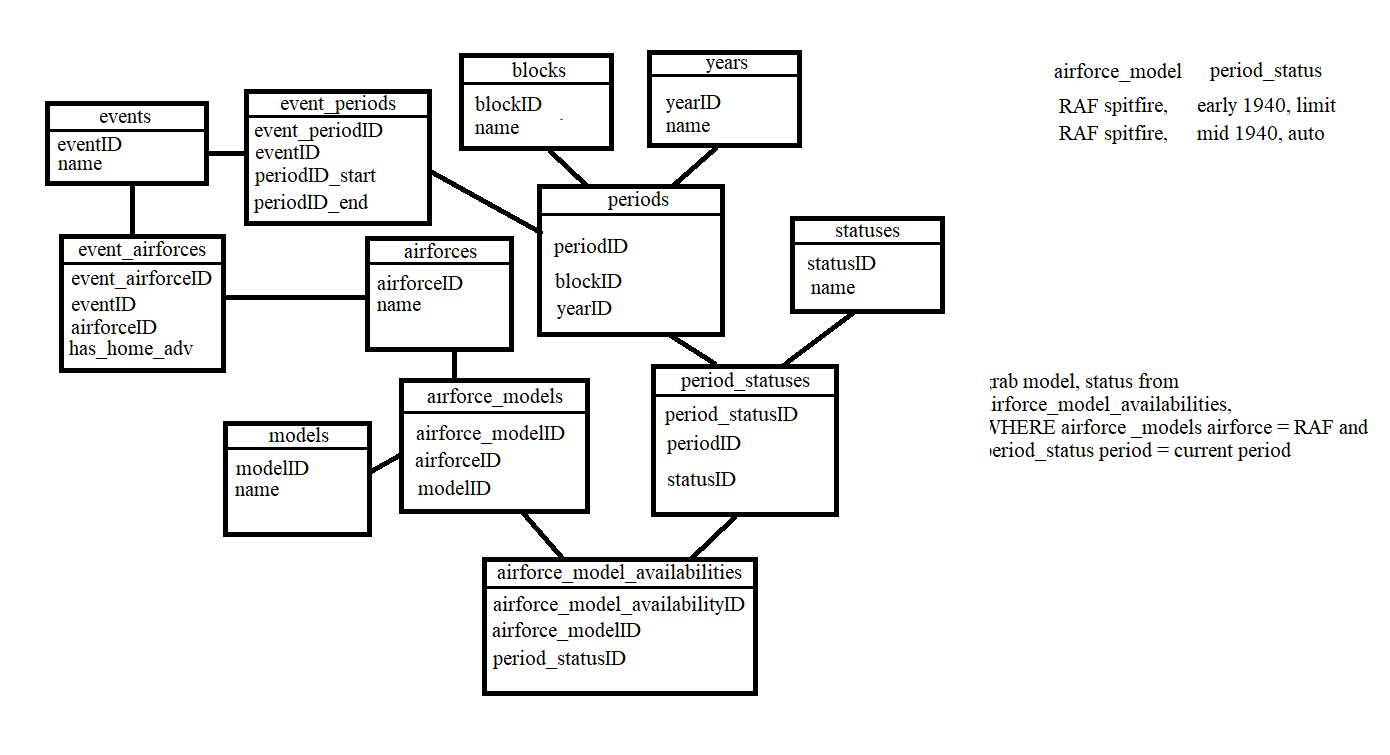 blocks
blockID
name
years
yearID
name
airforce_model period_status
RAF spitfire, early 1940, limit
RAF spitfire, mid 1940, auto
events
eventID
name
event_periods
event_periodID
eventID
periodID_start
periodID_end
periods
periodID
blockID
yearID
statuses
statusID
name
event_airforces
event_airforceID
eventID
airforceID
has_home_adv
airforces
airforceID
name
airforce_models
airforce_modelID
airforceID
modelID
models
modelID
name
period_statuses
period_statusID
periodID
statusID
rab model, status from
irforce_model_availabilities,
WHERE airforce _models airforce = RAF and
period_status period = current period
airforce_model_availabilities
airforce_model_availabilityID
airforce_modelID
period_statusID